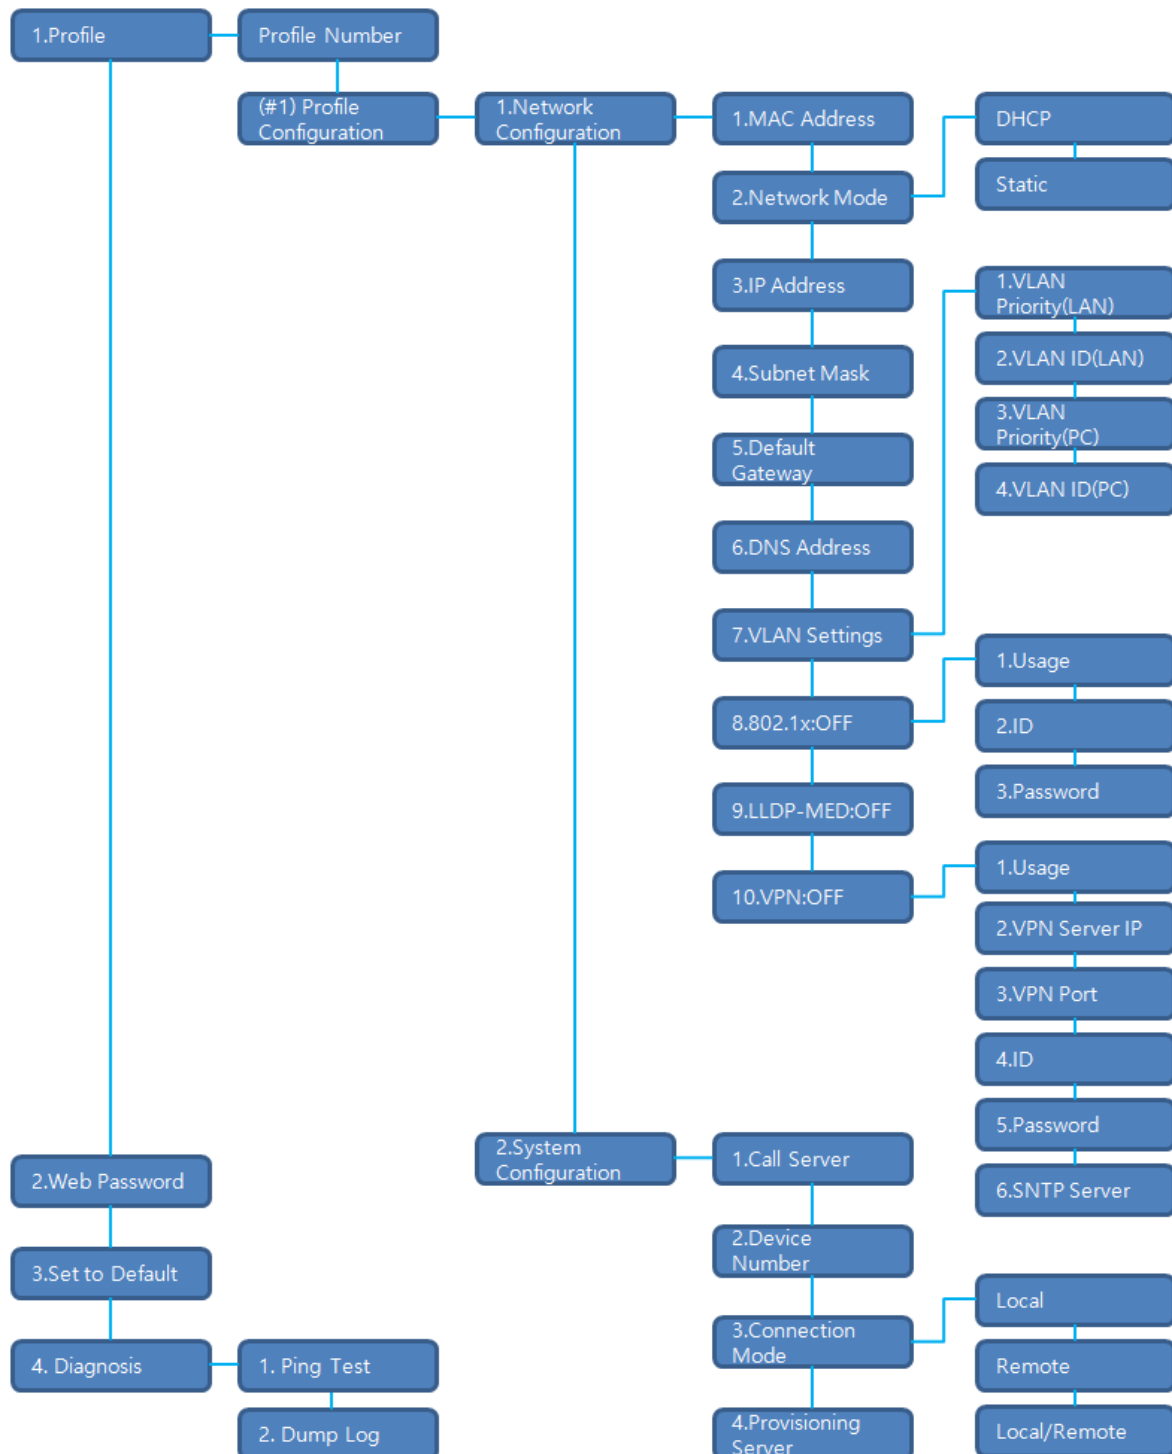 1.Profile
Profile Number
(#1) Profile
Configuration
1.Network
Configuration
1.MAC Address
DHCP
Static
2.Network Mode
3.IP Address
1.VLAN
Priority(LAN)
2.VLAN ID(LAN)
3.VLAN
Priority(PC)
4.VLAN ID(PC)
4.Subnet Mask
5.Default
Gateway
6.DNS Address
7.VLAN Settings
1.Usage
2.ID
3.Password
8.802.1x:OFF
9.LLDP-MED:OFF
10.VPN:OFF
1.Usage
2.VPN Server IP
3.VPN Port
4.ID
5.Password
6.SNTP Server
2.System
Configuration
1.Call Server
2.Device
Number
3.Connection
Mode
Local
Remote
Local/Remote
4.Provisioning
Server
2.Web Password
3.Set to Default
4. Diagnosis
1. Ping Test
2. Dump Log